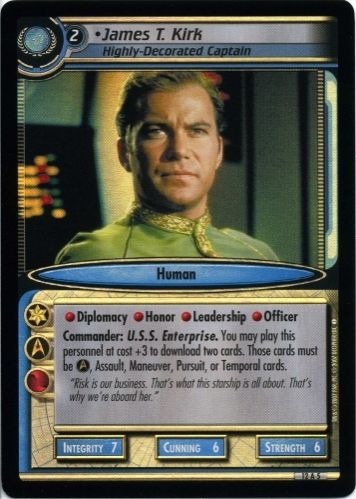 2
•James T. Kirk
Highly-Decorated Captain
Human
Diplomacy Honor Leadership Officer
Commander: U.S.S. Enterprise. You may play this
personnel at cost +3 to download two cards. Those cards must
be , Assault, Maneuver, Pursuit, or Temporal cards.
"Risk is our business. That's what this starship is all about. That's
why we're aboard her."
INTEGRITY 7 CUNNING 6 STRENGTH 6
12 A 5